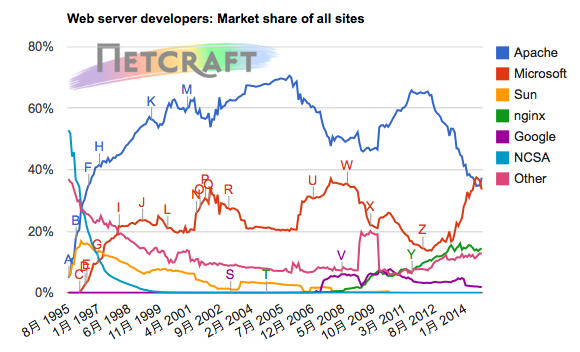 Web server developers: Market share of all sites
NETCRAFT
80%
60%
40%
20%
0%
A
B
C
D
E
F
G
H
I
J
K
L
M
N
O
P
Q
R
S
T
U
V
W
X
Y
Z
Apache
Microsoft
Sun
nginx
Google
NCSA
Other
8月 1995
1月 1997
6月 1998
11月 1999
4月 2001
9月 2002
2月 2004
7月 2005
12月 2006
5月 2008
10月 2009
3月 2011
8月 2012
1月 2014